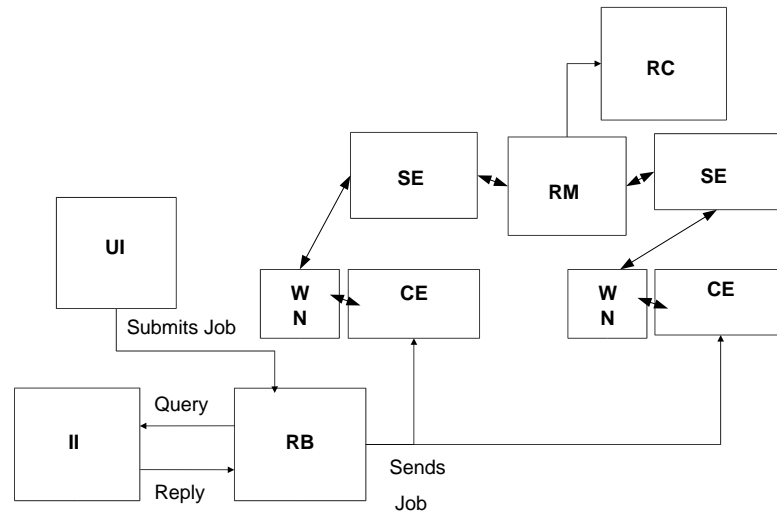 RC
SE
RM
SE
UI
W
N
CE
W
N
CE
Submits Job
Query
II
RB
Reply
Sends
Job